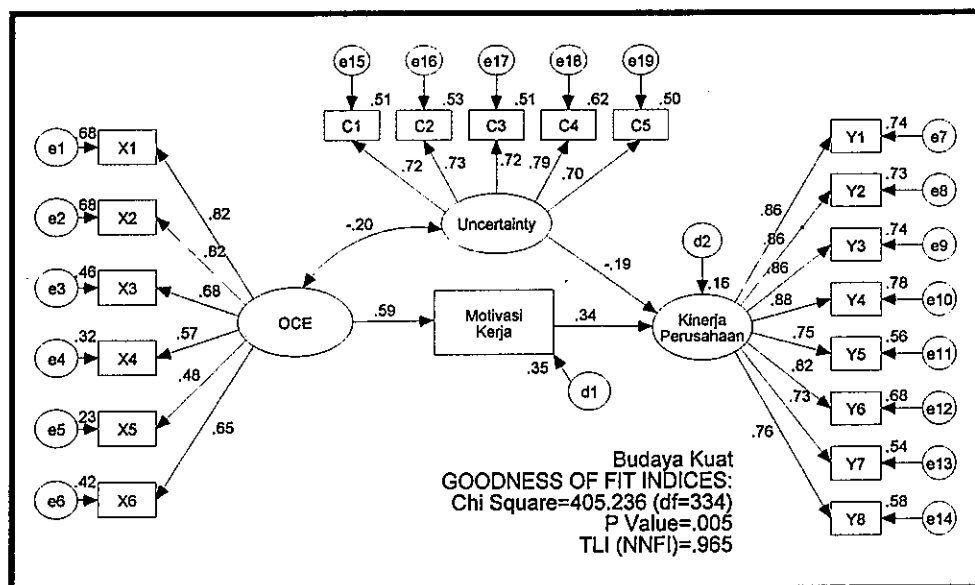 e15
e16
e17
e18
e19
.51
.53
.51
.62
.50
C1
C2
C3
C4
C5
.72
.73
.72
.79
.70
Uncertainty
-.20
-.19
e1
.68
X1
.82
e2
.68
X2
.82
e3
.46
X3
.68
e4
.32
X4
.57
e5
.23
X5
.48
e6
.42
X6
.65
OCE
.59
Motivasi
Kerja
.35
d1
.34
d2
.16
Kinerja
Perusahaan
.86
Y1
.74
e7
.86
Y2
.73
e8
.86
Y3
.74
e9
.88
Y4
.78
e10
.75
Y5
.56
e11
.82
Y6
.68
e12
.73
Y7
.54
e13
.76
Y8
.58
e14
Budaya Kuat
GOODNESS OF FIT INDICES:
Chi Square=405.236 (df=334)
P Value=.005
TLI (NNFI)=.965